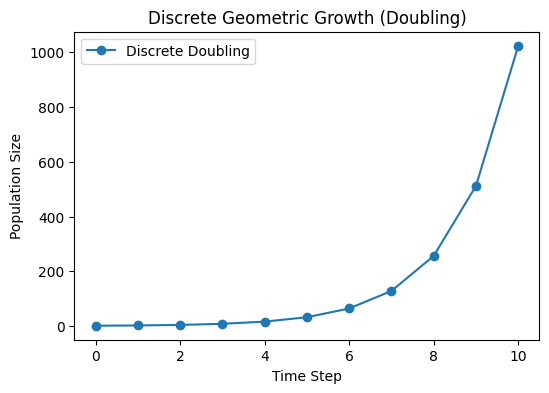 Discrete Geometric Growth (Doubling)
Discrete Doubling
Population Size
1000
800
600
400
200
0
0 2 4 6 8 10
Time Step